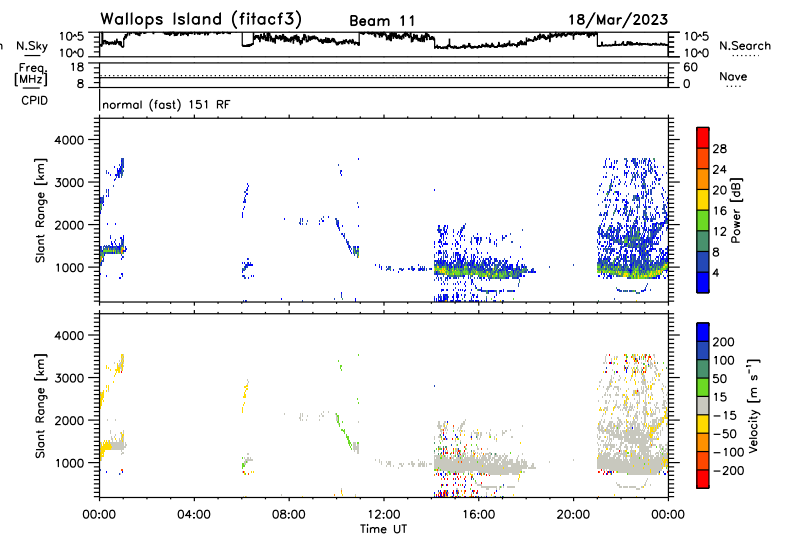 Wallops Island (fitacf3) Beam 11 18/Mar/2023
n N.Sky 10^5 10^0 10^5 10^0 N.Search
Freq. [MHz] 18 8 60 0 Nave
CPID normal (fast) 151 RF
Slant Range [km] 4000 3000 2000 1000
28 24 20 16 12 8 4 Power [dB]
Slant Range [km] 4000 3000 2000 1000
200 100 50 15 -15 -50 -100 -200 Velocity [m s^-1]
00:00 04:00 08:00 12:00 16:00 20:00 00:00
Time UT